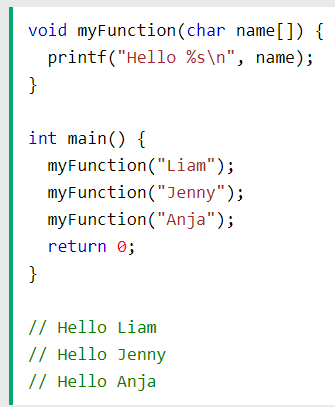 void myFunction(char name[]) {
  printf("Hello %s\n", name);
}

int main() {
  myFunction("Liam");
  myFunction("Jenny");
  myFunction("Anja");
  return 0;
}

// Hello Liam
// Hello Jenny
// Hello Anja